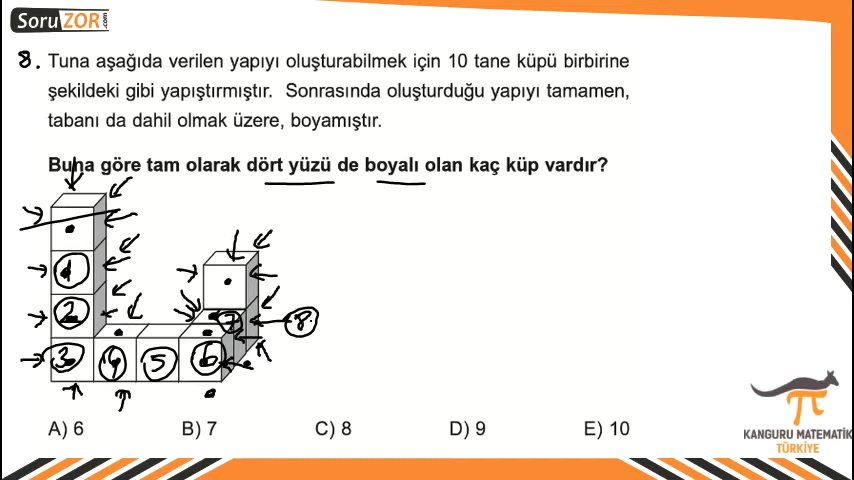 SoruZOR.com
8. Tuna aşağıda verilen yapıyı oluşturabilmek için 10 tane küpü birbirine
şekildeki gibi yapıştırmıştır. Sonrasında oluşturduğu yapıyı tamamen,
tabanı da dahil olmak üzere, boyamıştır.
Buna göre tam olarak dört yüzü de boyalı olan kaç küp vardır?
1
2 7 8
3 4 5 6
A) 6 B) 7 C) 8 D) 9 E) 10
KANGURU MATEMATİK
TÜRKİYE